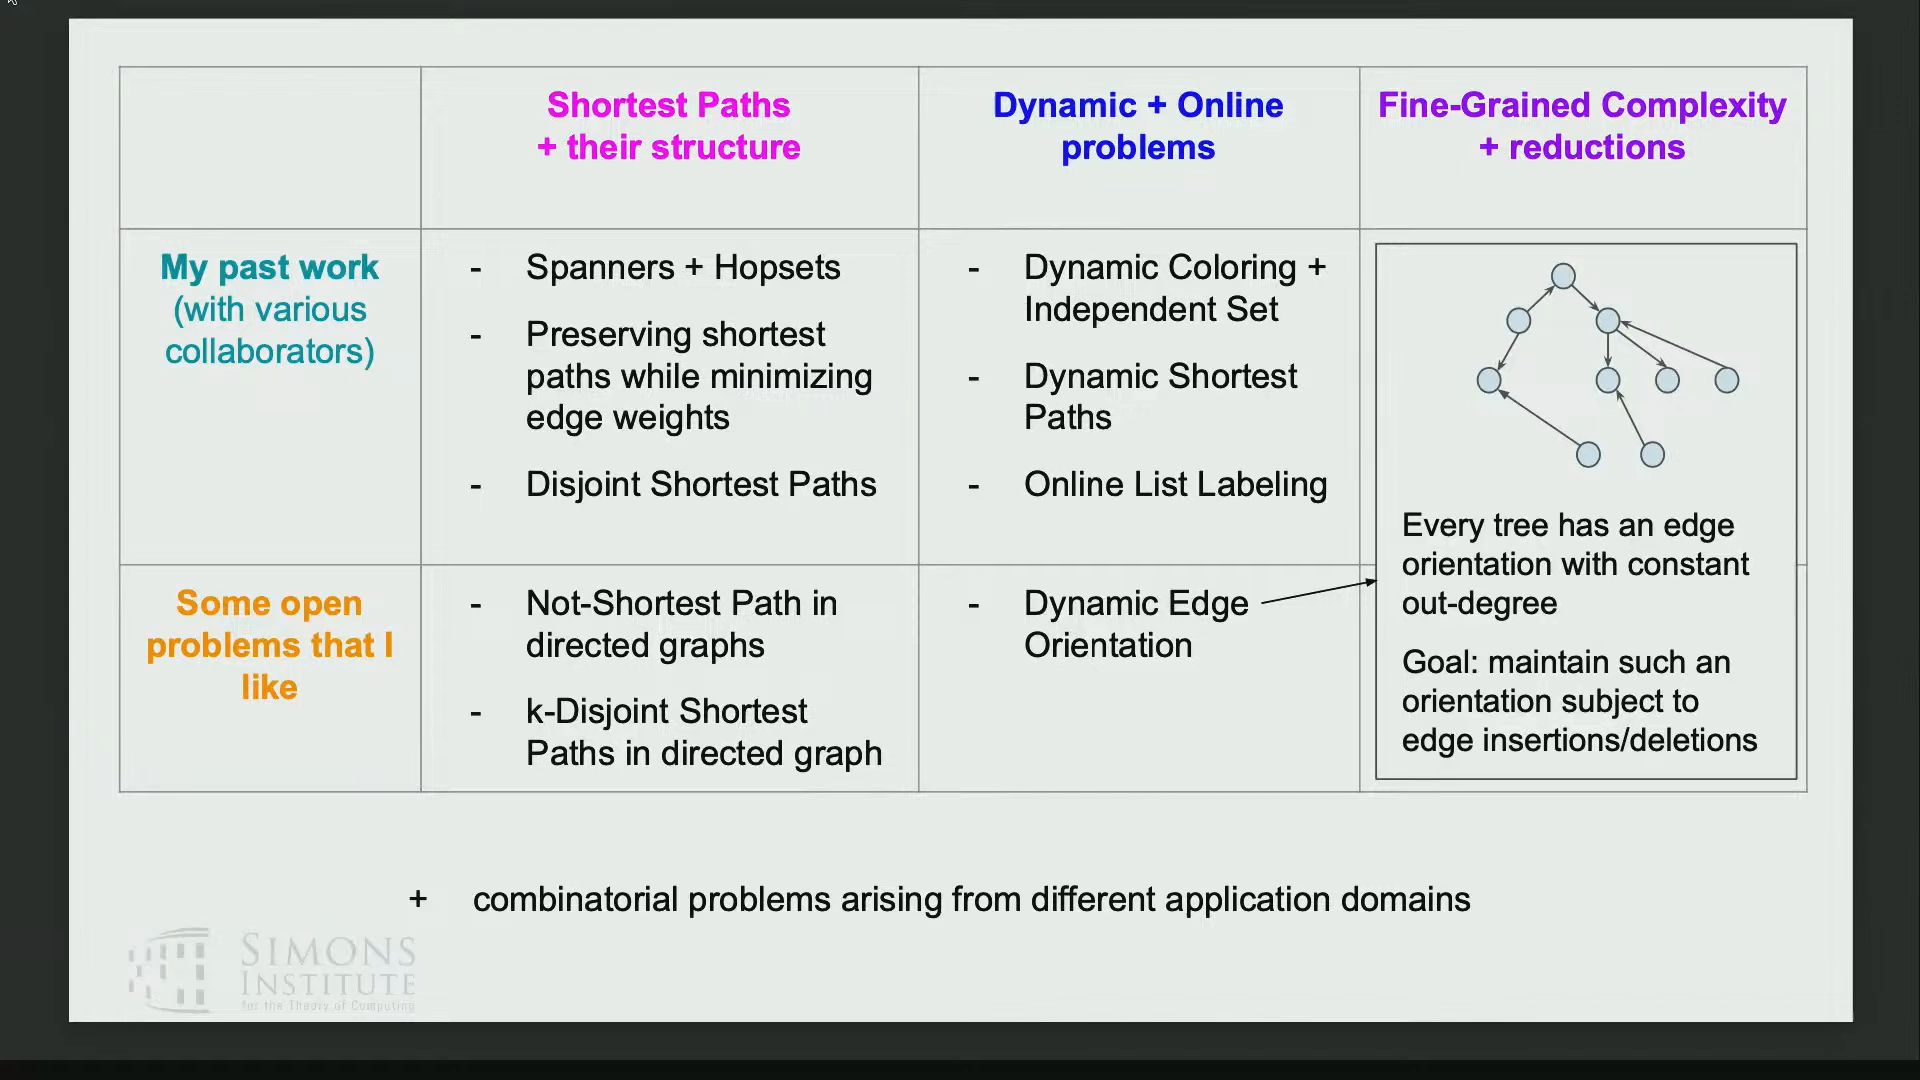 Shortest Paths
+ their structure
Dynamic + Online
problems
Fine-Grained Complexity
+ reductions
My past work
(with various
collaborators)
- Spanners + Hopsets
- Preserving shortest
paths while minimizing
edge weights
- Disjoint Shortest Paths
- Dynamic Coloring +
Independent Set
- Dynamic Shortest
Paths
- Online List Labeling
Every tree has an edge
orientation with constant
out-degree
Goal: maintain such an
orientation subject to
edge insertions/deletions
Some open
problems that I
like
- Not-Shortest Path in
directed graphs
- k-Disjoint Shortest
Paths in directed graph
- Dynamic Edge
Orientation
+ combinatorial problems arising from different application domains
SIMONS
INSTITUTE
for the Theory of Computing